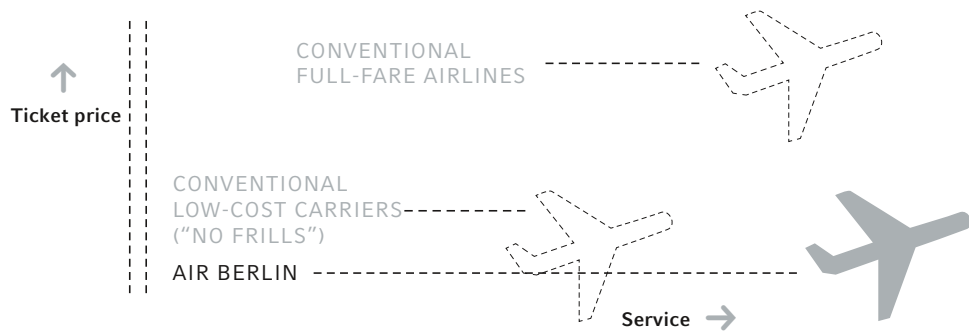 CONVENTIONAL
FULL-FARE AIRLINES
Ticket price
CONVENTIONAL
LOW-COST CARRIERS
(“NO FRILLS”)
AIR BERLIN
Service